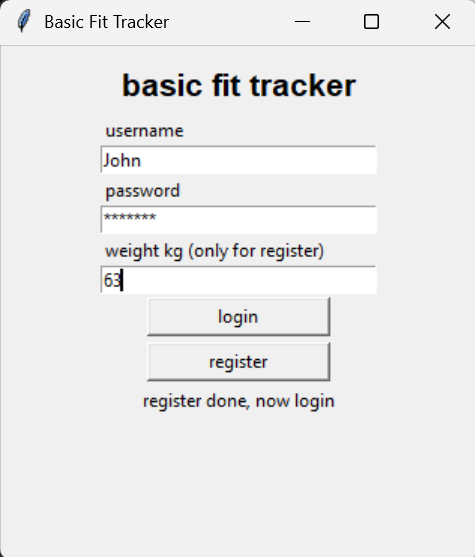 Basic Fit Tracker
basic fit tracker
username
John
password
*******
weight kg (only for register)
63
login
register
register done, now login